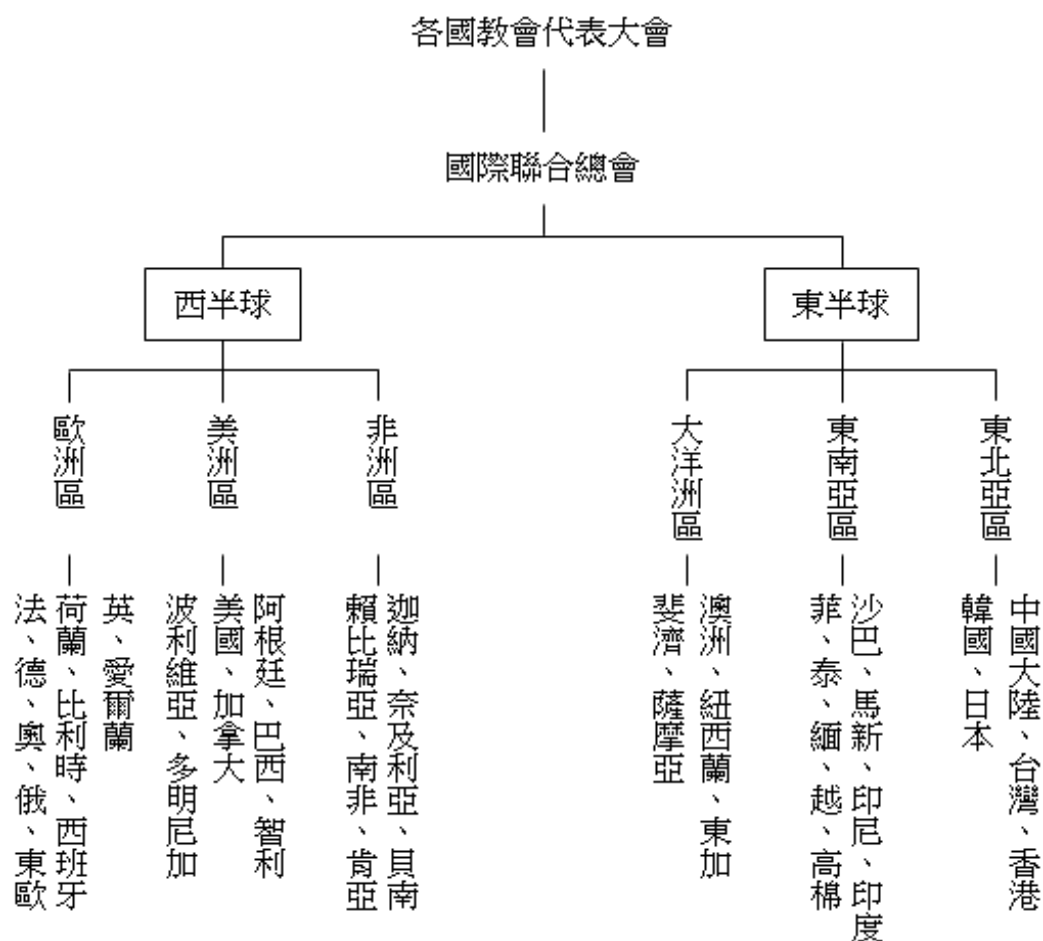 各國教會代表大會
國際聯合總會
西半球
東半球
歐洲區
美洲區
非洲區
大洋洲區
東南亞區
東北亞區
英、愛爾蘭
荷蘭、比利時、西班牙
法、德、奧、俄、東歐
阿根廷、巴西、智利
美國、加拿大
波利維亞、多明尼加
迦納、奈及利亞、貝南
賴比瑞亞、南非、肯亞
澳洲、紐西蘭、東加
斐濟、薩摩亞
沙巴、馬新、印尼、印度
菲、泰、緬、越、高棉
中國大陸、台灣、香港
韓國、日本